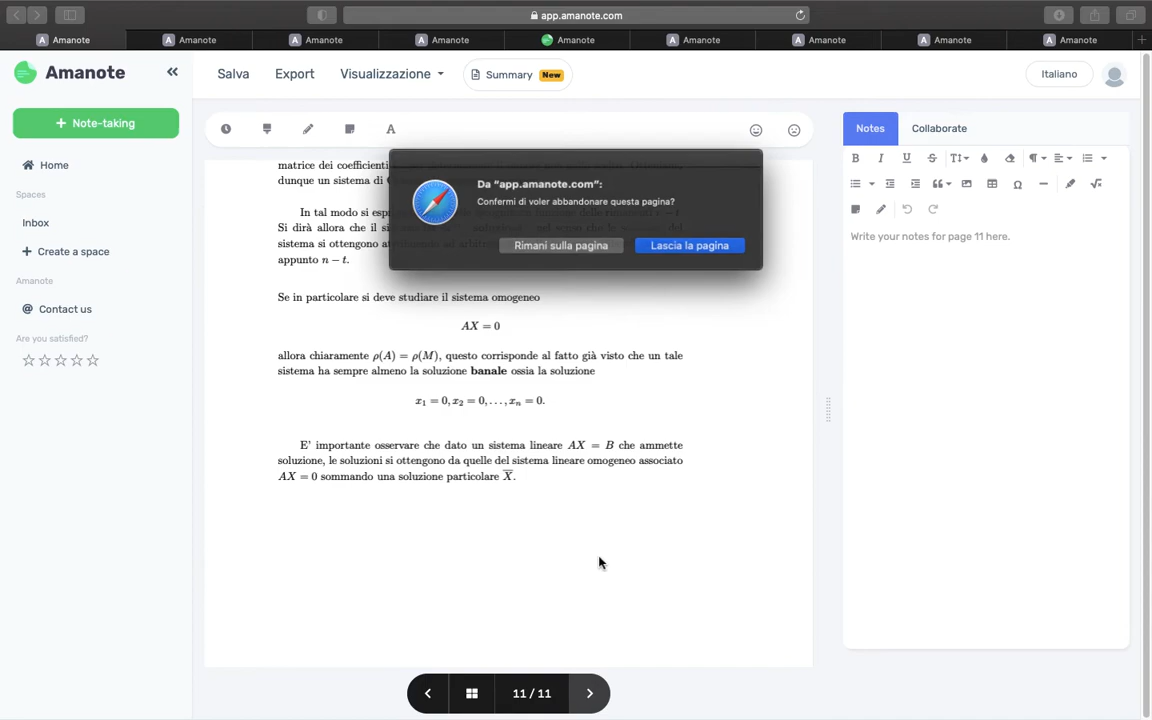 app.amanote.com
Amanote
Amanote
Amanote
Amanote
Amanote
Amanote
Amanote
Amanote
Amanote
Amanote
Salva
Export
Visualizzazione
Summary New
Italiano
Note-taking
Home
Spaces
Inbox
Create a space
Amanote
Contact us
Are you satisfied?
A
matrice dei coefficienti
dunque un sistema di
In tal modo si
Si dirà allora che il
sistema si ottengono
appunto n − t.
Da “app.amanote.com”:
Confermi di voler abbandonare questa pagina?
Rimani sulla pagina
Lascia la pagina
Se in particolare si deve studiare il sistema omogeneo
AX = 0
allora chiaramente ρ(A) = ρ(M), questo corrisponde al fatto già visto che un tale
sistema ha sempre almeno la soluzione banale ossia la soluzione
x₁ = 0, x₂ = 0, . . . , xₙ = 0.
E' importante osservare che dato un sistema lineare AX = B che ammette
soluzione, le soluzioni si ottengono da quelle del sistema lineare omogeneo associato
AX = 0 sommando una soluzione particolare X̅.
11 / 11
Notes
Collaborate
B I U S
Write your notes for page 11 here.